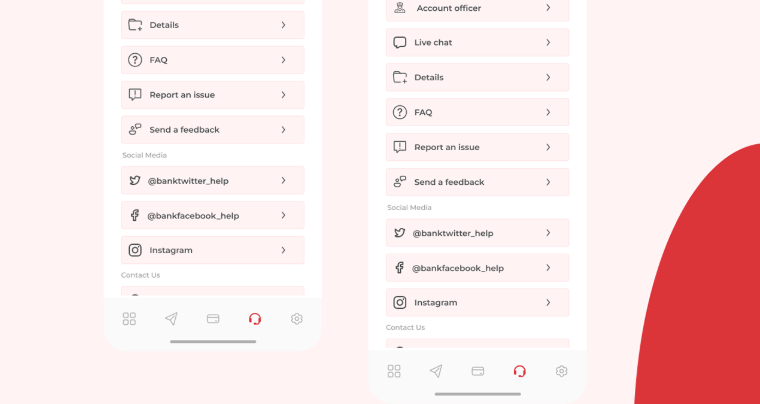 Details
FAQ
Report an issue
Send a feedback
Social Media
@banktwitter_help
@bankfacebook_help
Instagram
Contact Us
Account officer
Live chat
Details
FAQ
Report an issue
Send a feedback
Social Media
@banktwitter_help
@bankfacebook_help
Instagram
Contact Us